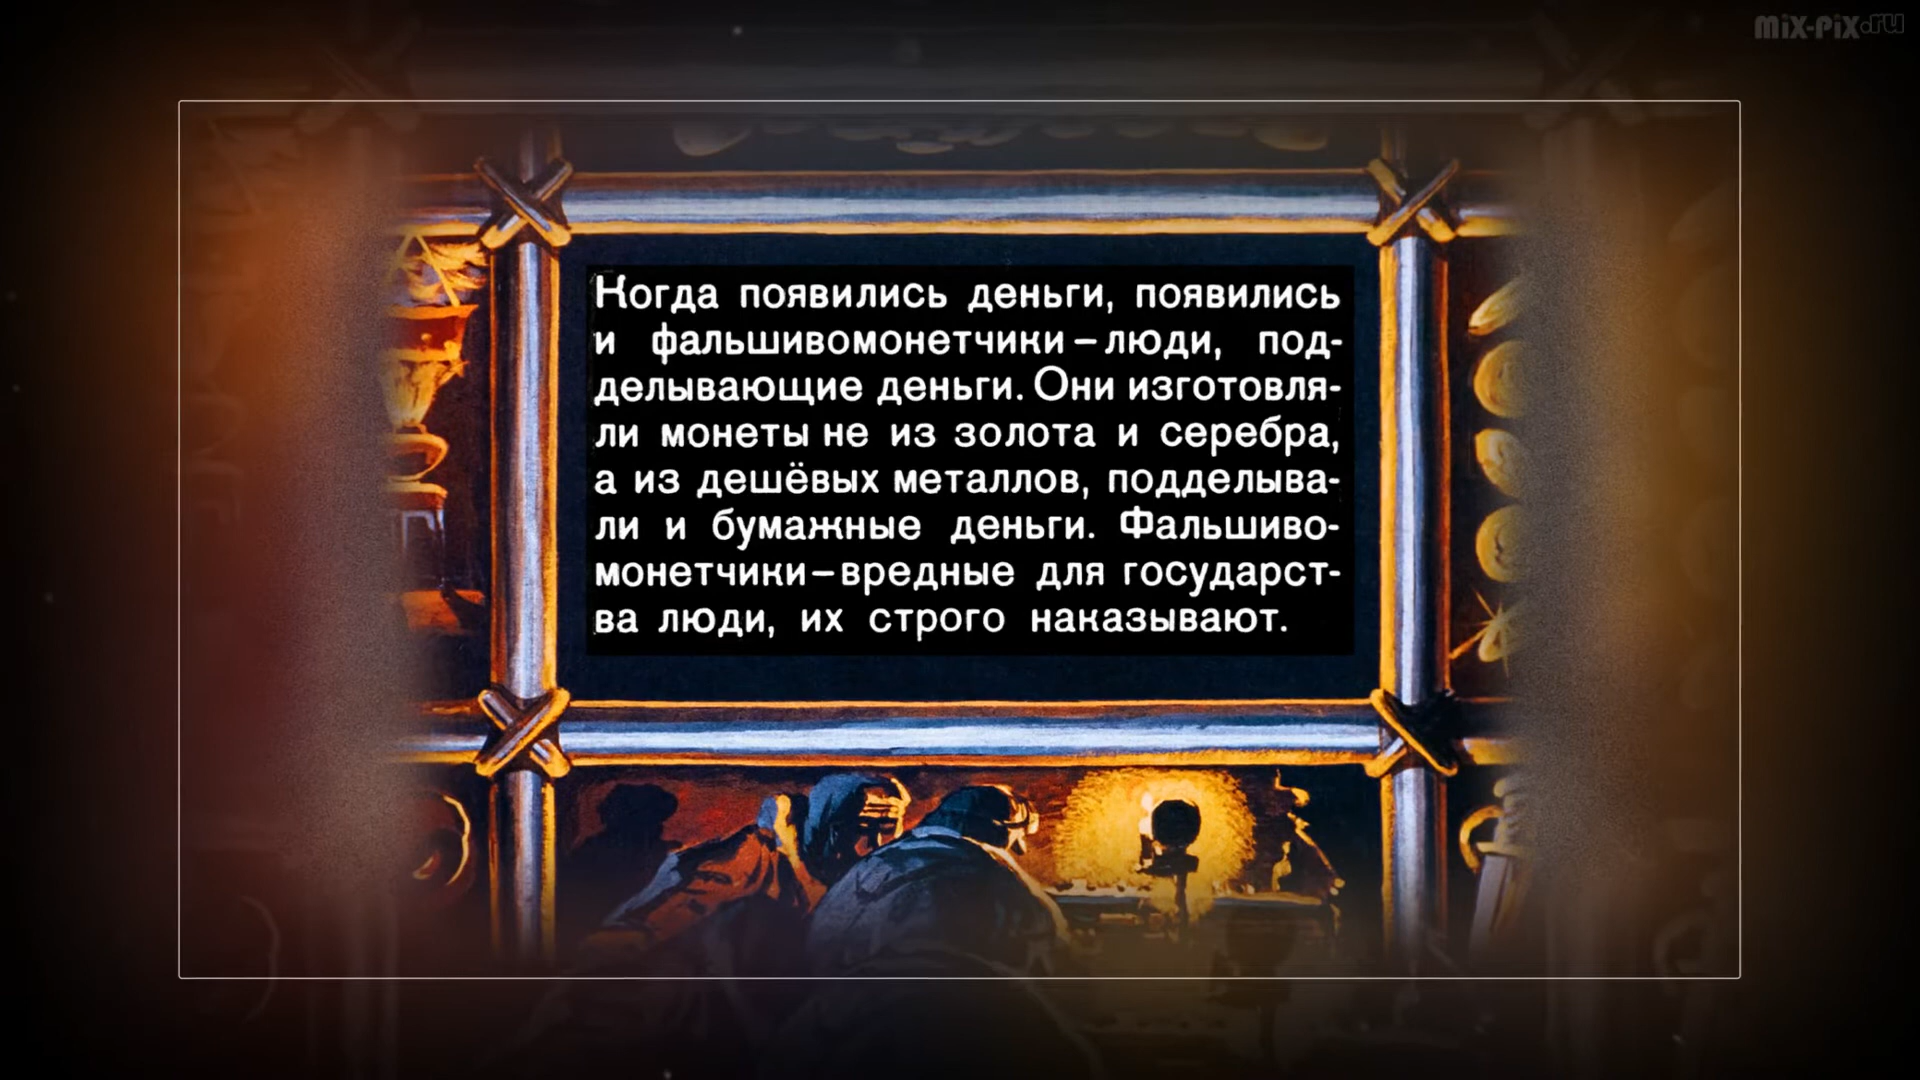 MiX-PiX.ru
Когда появились деньги, появились
и фальшивомонетчики – люди, под-
делывающие деньги. Они изготовля-
ли монеты не из золота и серебра,
а из дешёвых металлов, подделыва-
ли и бумажные деньги. Фальшиво-
монетчики – вредные для государст-
ва люди, их строго наказывают.